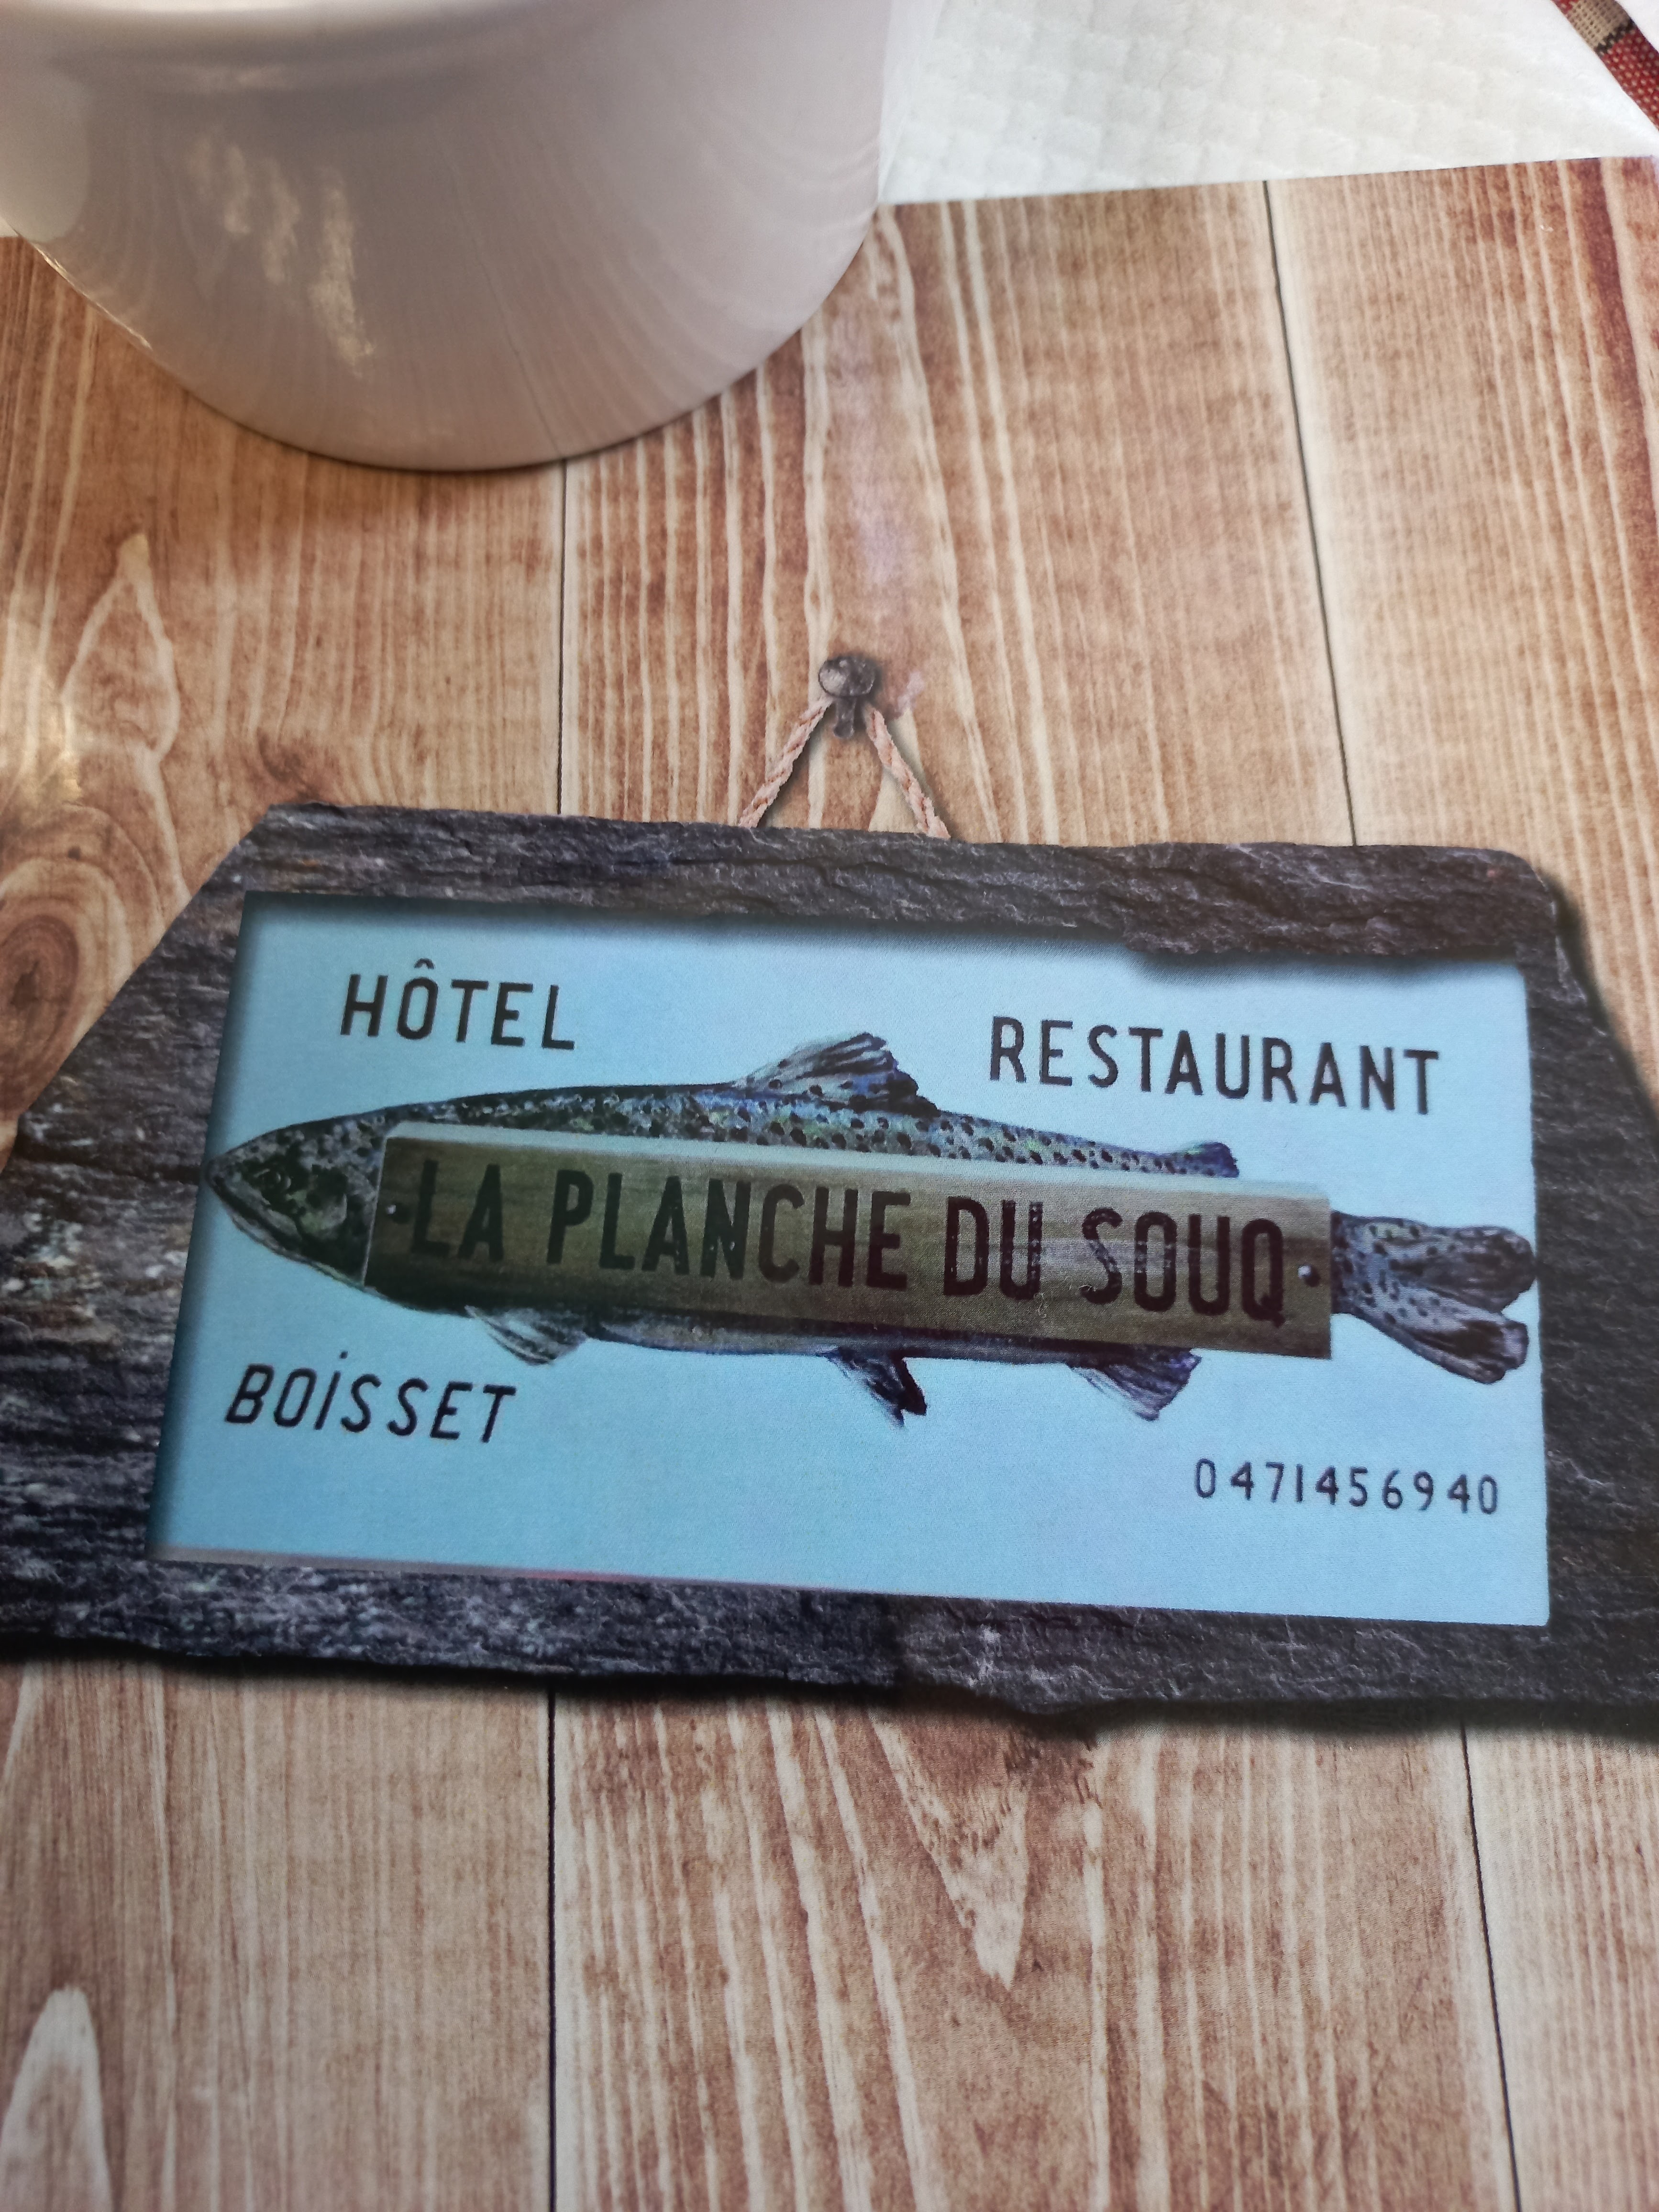 HÔTEL
RESTAURANT
LA PLANCHE DU SOUQ
BOiSSET
0471456940